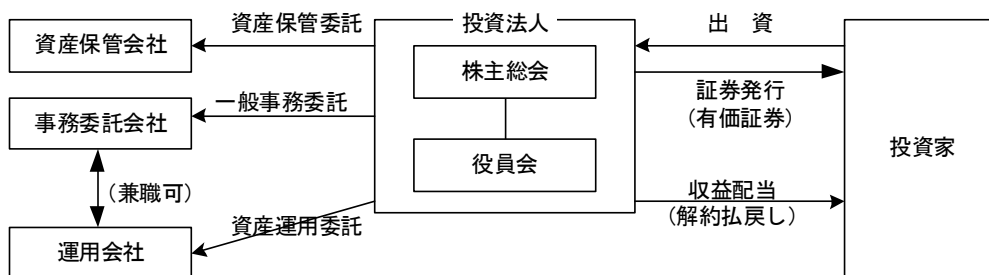 資産保管委託
投資法人
出　資
資産保管会社
株主総会
証券発行
(有価証券)
一般事務委託
事務委託会社
投資家
役員会
(兼職可)
収益配当
(解約払戻し)
資産運用委託
運用会社